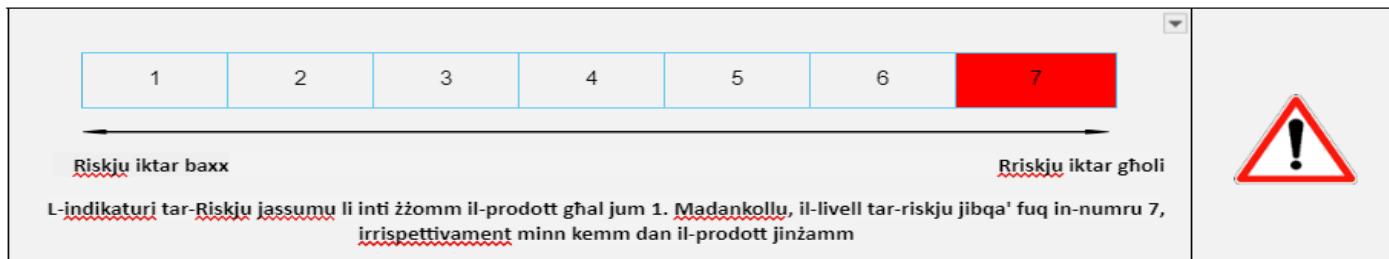 1 2 3 4 5 6 7
Riskju iktar baxx Rriskju iktar għoli
L-indikaturi tar-Riskju jassumu li inti żżomm il-prodott għal jum 1. Madankollu, il-livell tar-riskju jibqa' fuq in-numru 7,
irrispettivament minn kemm dan il-prodott jinżamm